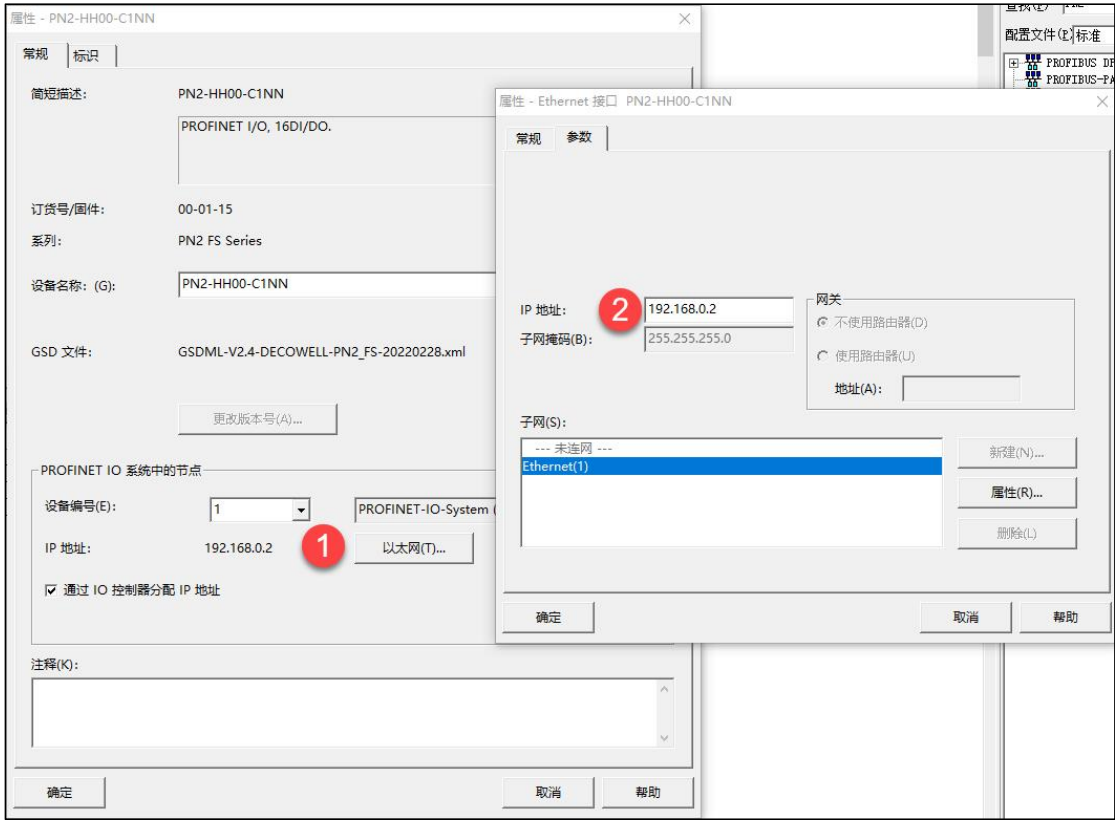 属性 - PN2-HH00-C1NN
常规
标识
简短描述:
PN2-HH00-C1NN
PROFINET I/O, 16DI/DO.
订货号/固件:
00-01-15
系列:
PN2 FS Series
设备名称: (G):
PN2-HH00-C1NN
GSD 文件:
GSDML-V2.4-DECOWELL-PN2_FS-20220228.xml
更改版本号(A)...
PROFINET IO 系统中的节点
设备编号(E):
1
PROFINET-IO-System (
IP 地址:
192.168.0.2
1
以太网(T)...
通过 IO 控制器分配 IP 地址
注释(K):
确定
取消
帮助
属性 - Ethernet 接口 PN2-HH00-C1NN
常规
参数
IP 地址:
2
192.168.0.2
子网掩码(B):
255.255.255.0
网关
不使用路由器(D)
使用路由器(U)
地址(A):
子网(S):
--- 未连网 ---
Ethernet(1)
新建(N)...
属性(R)...
删除(L)
确定
取消
帮助
配置文件(P)
标准
PROFIBUS DP
PROFIBUS-PA